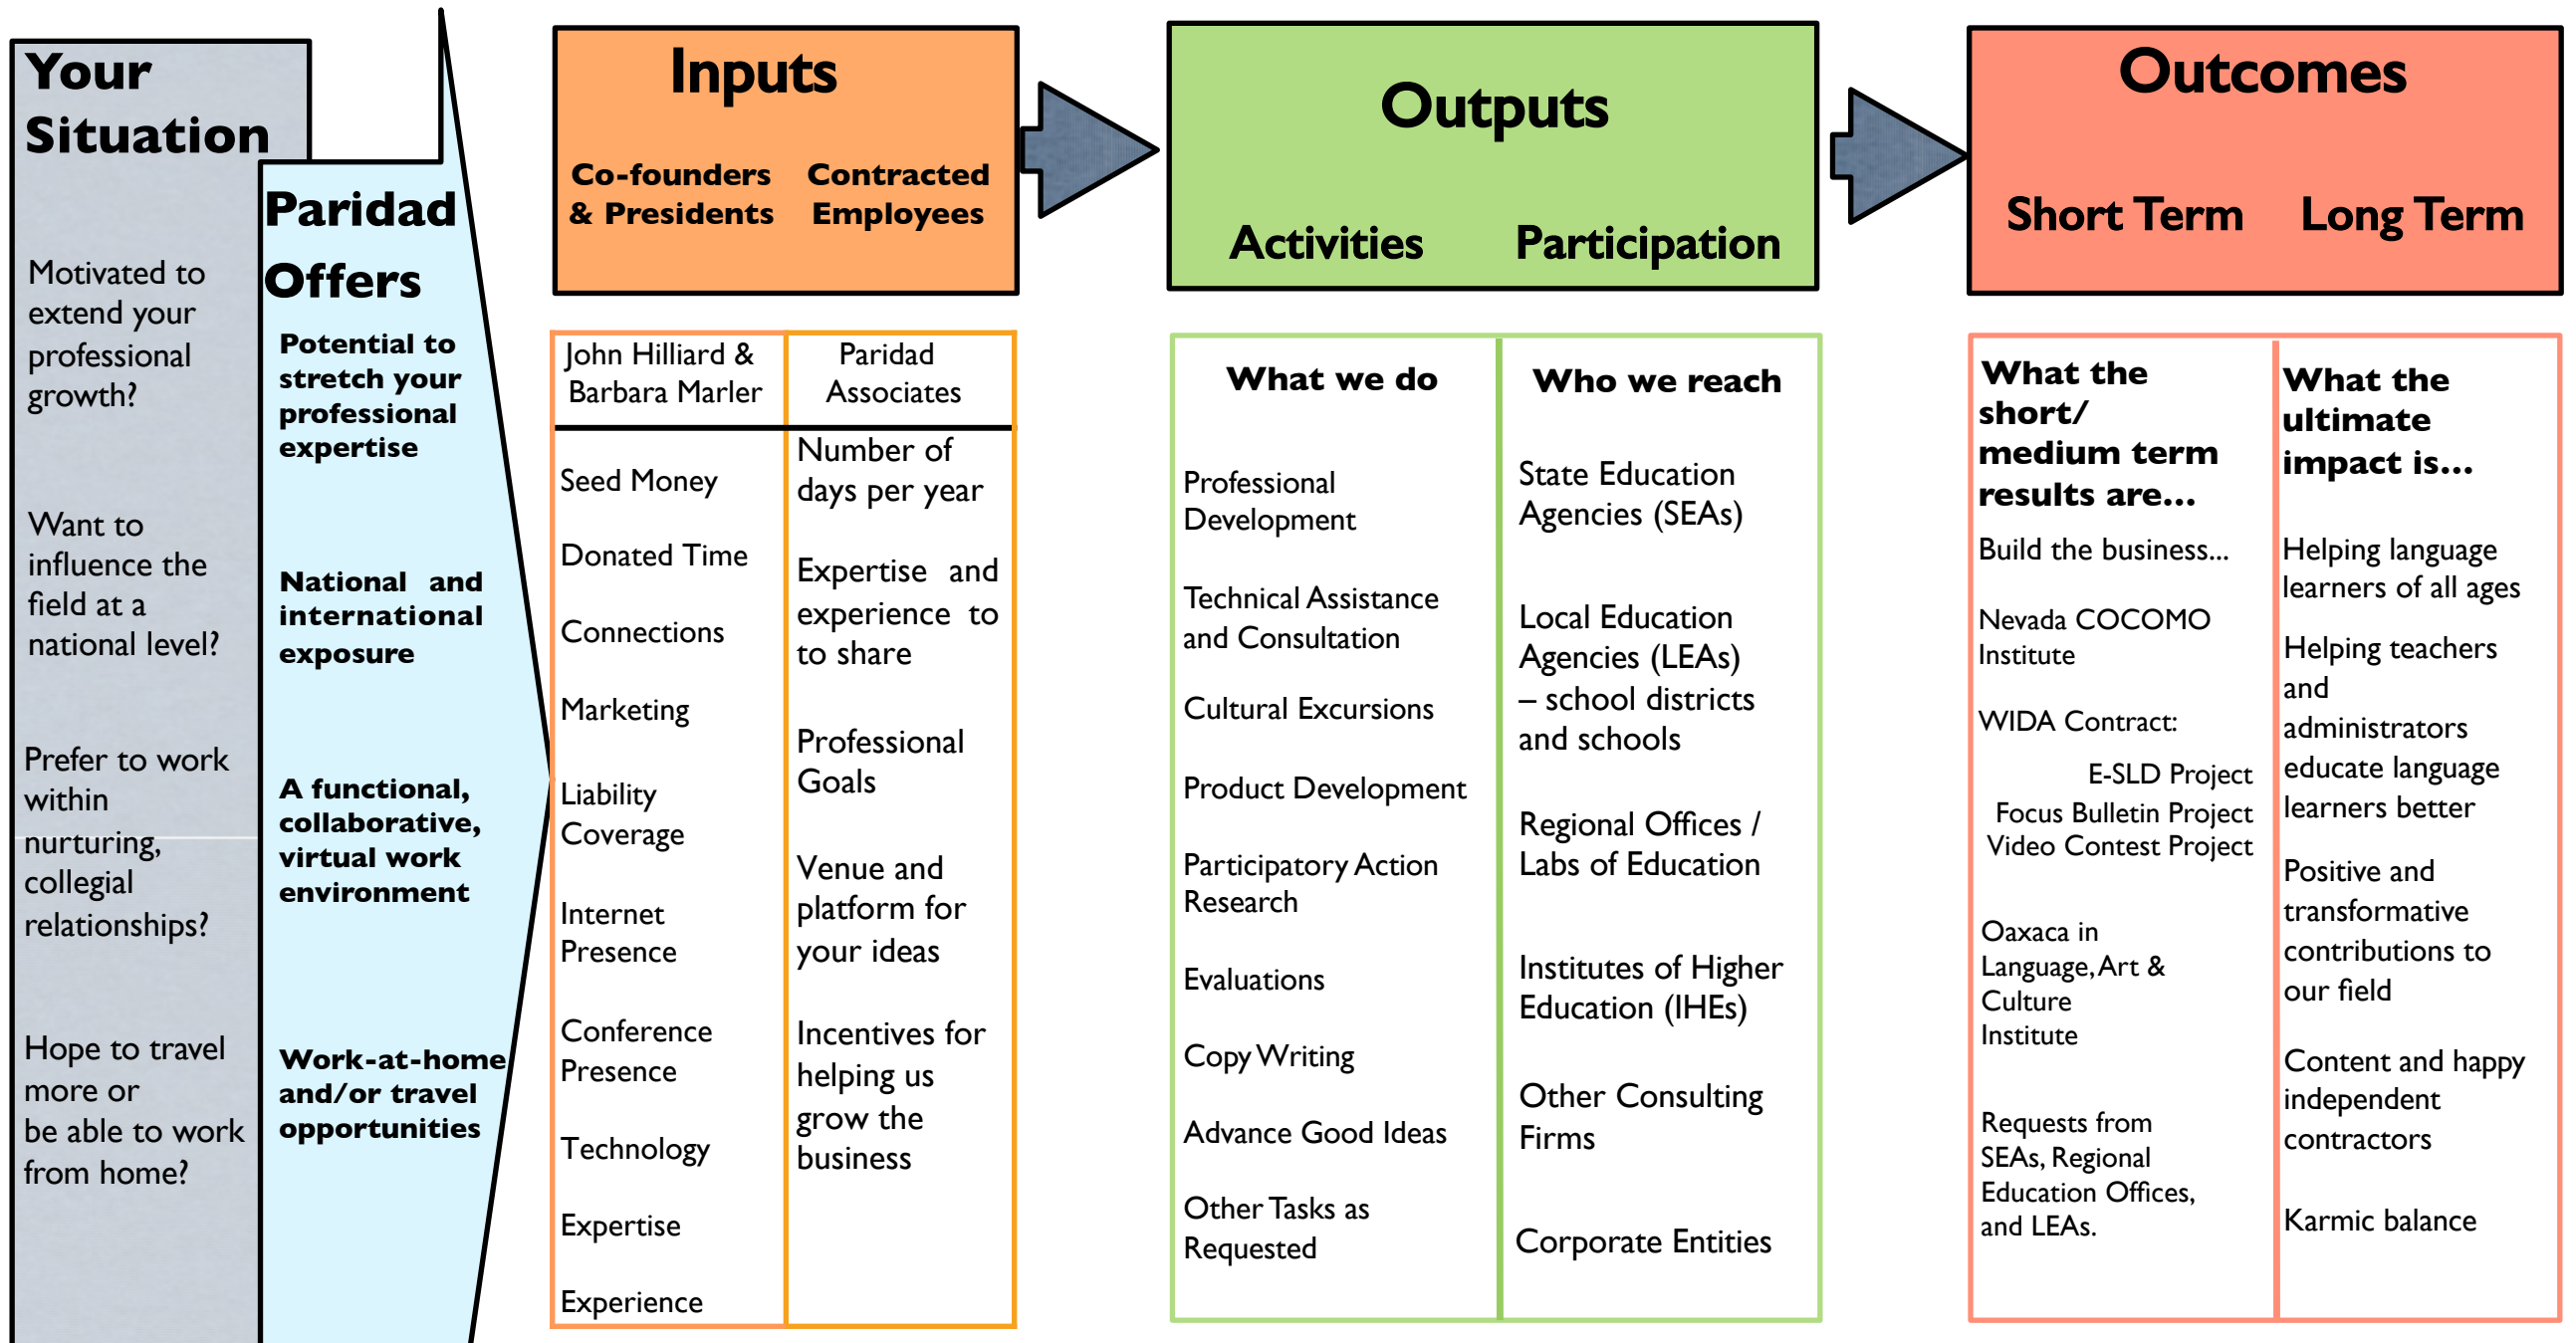 Your
Situation
Motivated to
extend your
professional
growth?
Want to
influence the
field at a
national level?
Prefer to work
within
nurturing,
collegial
relationships?
Hope to travel
more or
be able to work
from home?
Paridad
Offers
Potential to
stretch your
professional
expertise
National and
international
exposure
A functional,
collaborative,
virtual work
environment
Work-at-home
and/or travel
opportunities
Inputs
Co-founders
& Presidents
Contracted
Employees
John Hilliard &
Barbara Marler
Seed Money
Donated Time
Connections
Marketing
Liability
Coverage
Internet
Presence
Conference
Presence
Technology
Expertise
Experience
Paridad
Associates
Number of
days per year
Expertise and
experience to
to share
Professional
Goals
Venue and
platform for
your ideas
Incentives for
helping us
grow the
business
Outputs
Activities
Participation
What we do
Professional
Development
Technical Assistance
and Consultation
Cultural Excursions
Product Development
Participatory Action
Research
Evaluations
Copy Writing
Advance Good Ideas
Other Tasks as
Requested
Who we reach
State Education
Agencies (SEAs)
Local Education
Agencies (LEAs)
– school districts
and schools
Regional Offices /
Labs of Education
Institutes of Higher
Education (IHEs)
Other Consulting
Firms
Corporate Entities
Outcomes
Short Term
Long Term
What the
short/
medium term
results are...
Build the business...
Nevada COCOMO
Institute
WIDA Contract:
E-SLD Project
Focus Bulletin Project
Video Contest Project
Oaxaca in
Language, Art &
Culture
Institute
Requests from
SEAs, Regional
Education Offices,
and LEAs.
What the
ultimate
impact is...
Helping language
learners of all ages
Helping teachers
and
administrators
educate language
learners better
Positive and
transformative
contributions to
our field
Content and happy
independent
contractors
Karmic balance